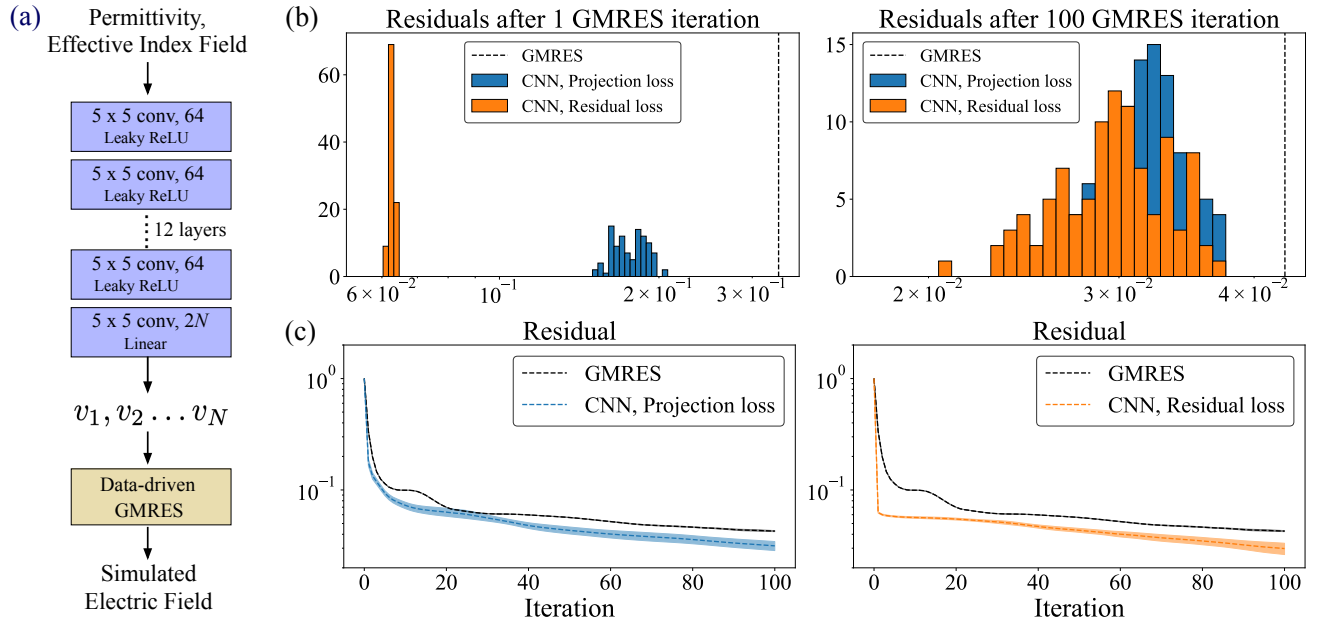 (a)
Permittivity,
Effective Index Field
5 x 5 conv, 64
Leaky ReLU
5 x 5 conv, 64
Leaky ReLU
12 layers
5 x 5 conv, 64
Leaky ReLU
5 x 5 conv, 2N
Linear
v₁, v₂ … v_N
Data-driven
GMRES
Simulated
Electric Field
(b)
Residuals after 1 GMRES iteration
GMRES
CNN, Projection loss
CNN, Residual loss
60
40
20
0
6 × 10⁻²
10⁻¹
2 × 10⁻¹
3 × 10⁻¹
Residuals after 100 GMRES iteration
GMRES
CNN, Projection loss
CNN, Residual loss
15
10
5
0
2 × 10⁻²
3 × 10⁻²
4 × 10⁻²
(c)
Residual
GMRES
CNN, Projection loss
10⁰
10⁻¹
0
20
40
60
80
100
Iteration
Residual
GMRES
CNN, Residual loss
10⁰
10⁻¹
0
20
40
60
80
100
Iteration